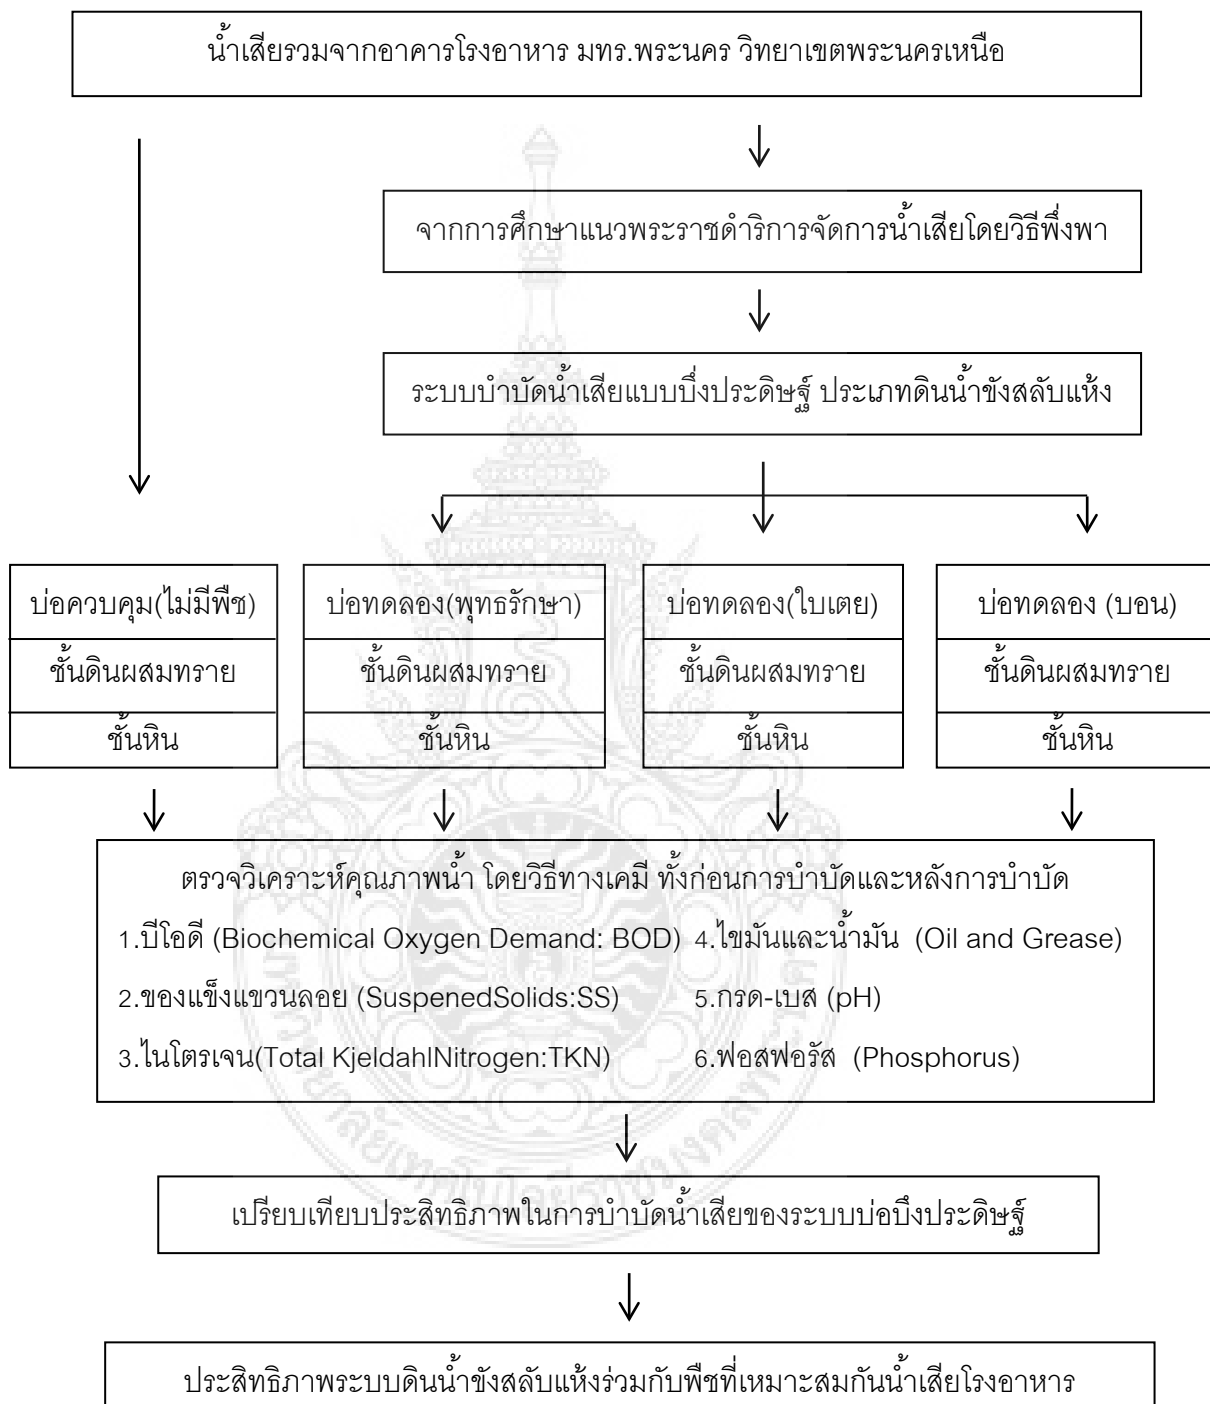 น้ำเสียรวมจากอาคารโรงอาหาร มทร.พระนคร วิทยาเขตพระนครเหนือ
จากการศึกษาแนวพระราชดำริการจัดการน้ำเสียโดยวิธีพึ่งพา
ระบบบำบัดน้ำเสียแบบบึ่งประดิษฐ์ ประเภทดินน้ำขังสลับแห้ง
บ่อควบคุม(ไม่มีพืช)
ชั้นดินผสมทราย
ชั้นหิน
บ่อทดลอง(พุทธรักษา)
ชั้นดินผสมทราย
ชั้นหิน
บ่อทดลอง(ใบเตย)
ชั้นดินผสมทราย
ชั้นหิน
บ่อทดลอง (บอน)
ชั้นดินผสมทราย
ชั้นหิน
ตรวจวิเคราะห์คุณภาพน้ำ โดยวิธีทางเคมี ทั้งก่อนการบำบัดและหลังการบำบัด
1.บีโอดี (Biochemical Oxygen Demand: BOD) 4.ไขมันและน้ำมัน (Oil and Grease)
2.ของแข็งแขวนลอย (SuspenedSolids:SS) 5.กรด-เบส (pH)
3.ไนโตรเจน(Total KjeldahlNitrogen:TKN) 6.ฟอสฟอรัส (Phosphorus)
เปรียบเทียบประสิทธิภาพในการบำบัดน้ำเสียของระบบบ่อบึงประดิษฐ์
ประสิทธิภาพระบบดินน้ำขังสลับแห้งร่วมกับพืชที่เหมาะสมกันน้ำเสียโรงอาหาร